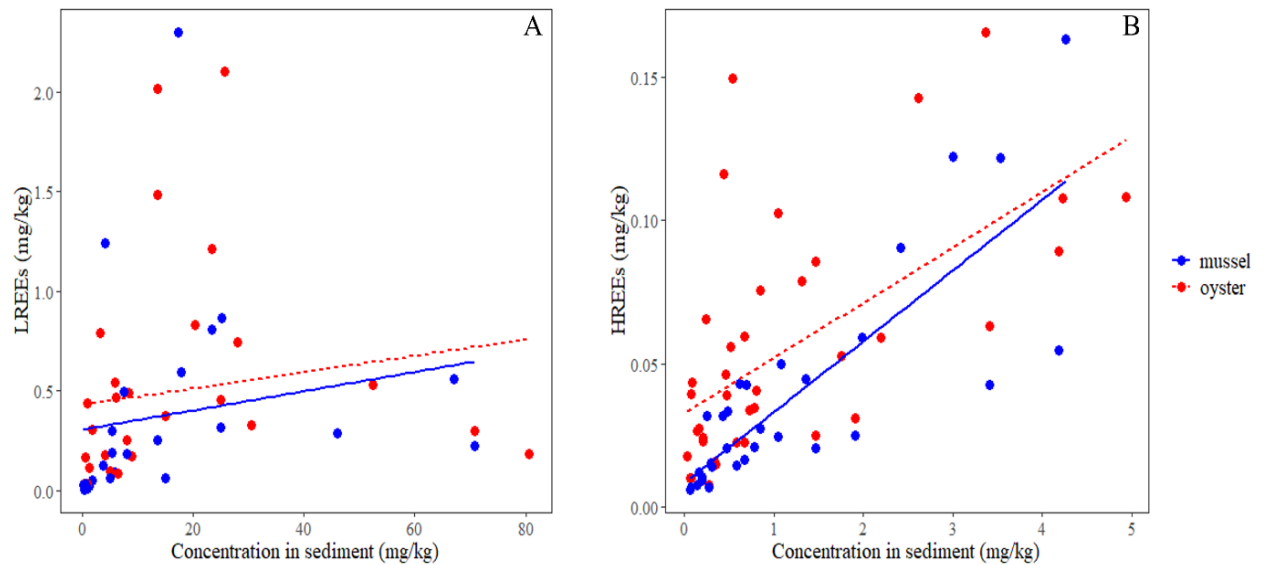 A
LREEs (mg/kg)
2.0
1.5
1.0
0.5
0.0
0
20
40
60
80
Concentration in sediment (mg/kg)
B
HREEs (mg/kg)
0.15
0.10
0.05
0.00
0
1
2
3
4
5
Concentration in sediment (mg/kg)
mussel
oyster